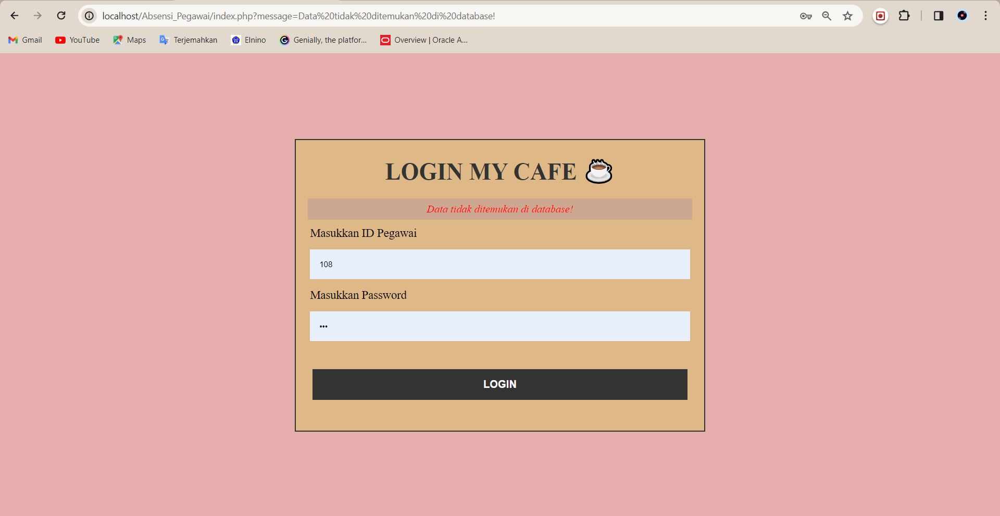 localhost/Absensi_Pegawai/index.php?message=Data%20tidak%20ditemukan%20di%20database!
Gmail YouTube Maps Terjemahkan Elnino Genially, the platfor... Overview | Oracle A...
LOGIN MY CAFE
Data tidak ditemukan di database!
Masukkan ID Pegawai
108
Masukkan Password
•••
LOGIN